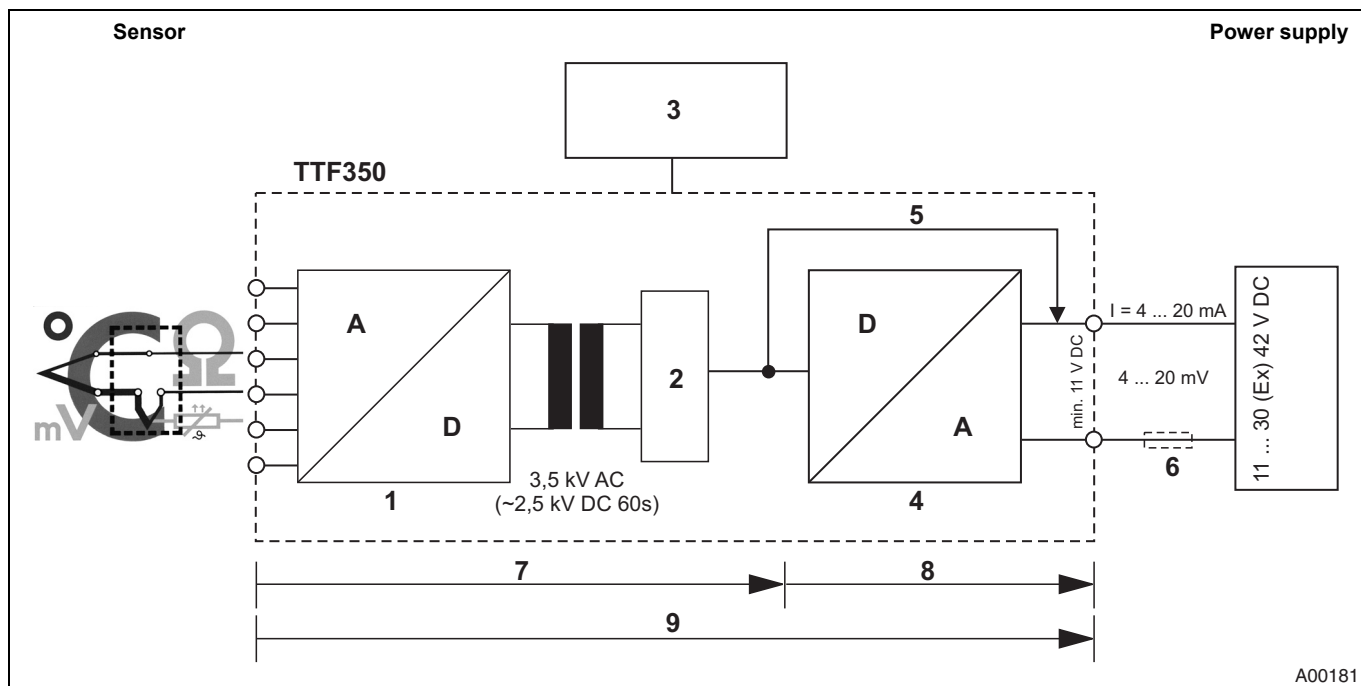 Sensor
Power supply
3
TTF350
5
A
D
1
3,5 kV AC
(~2,5 kV DC 60s)
2
D
A
4
min. 11 V DC
I = 4 ... 20 mA
4 ... 20 mV
6
11 ... 30 (Ex) 42 V DC
°C
Ω
mV
ϑ
7
8
9
A00181